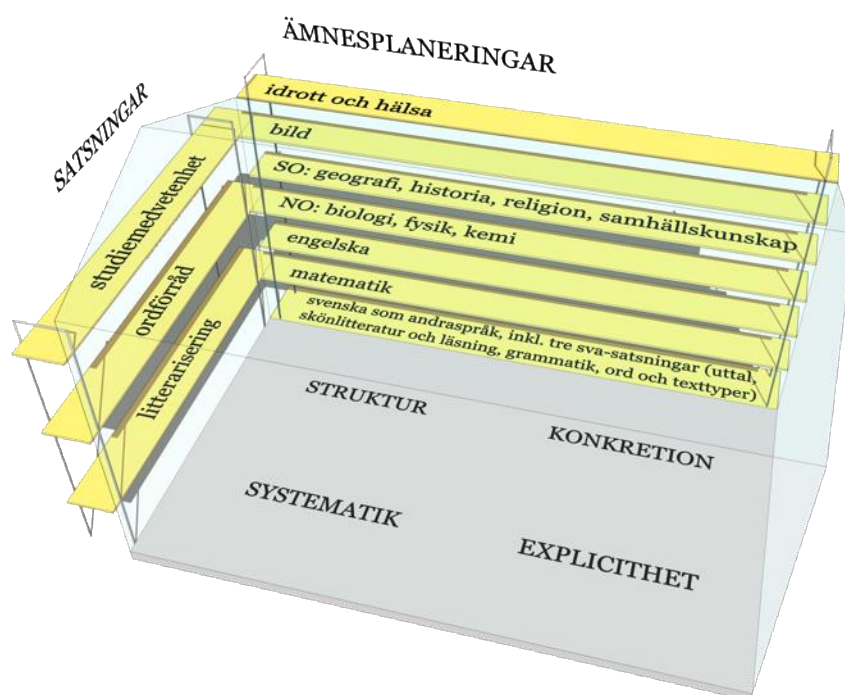 ÄMNESPLANERINGAR
SATSNINGAR
idrott och hälsa
bild
SO: geografi, historia, religion, samhällskunskap
NO: biologi, fysik, kemi
engelska
matematik
svenska som andraspråk, inkl. tre sva-satsningar (uttal,
skönlitteratur och läsning, grammatik, ord och texttyper)
studiemedvetenhet
ordförråd
litterarisering
STRUKTUR
KONKRETION
SYSTEMATIK
EXPLICITHET